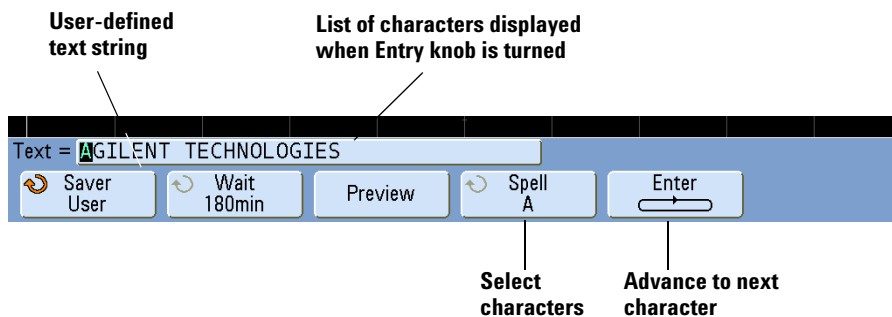 User-defined
text string
List of characters displayed
when Entry knob is turned
Text = AGILENT TECHNOLOGIES
Saver
User
Wait
180min
Preview
Spell
A
Enter
Select
characters
Advance to next
character